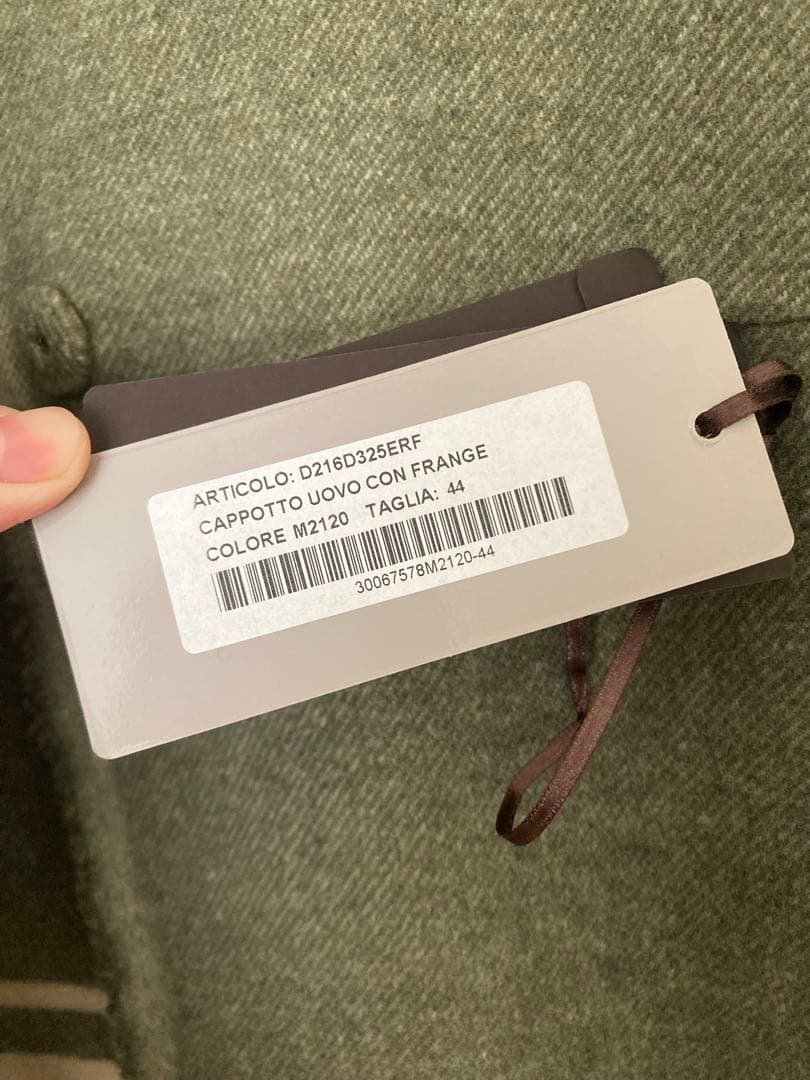 ARTICOLO: D216D325ERF
CAPPOTTO UOVO CON FRANGE
COLORE M2120 TAGLIA: 44
30067578M2120-44